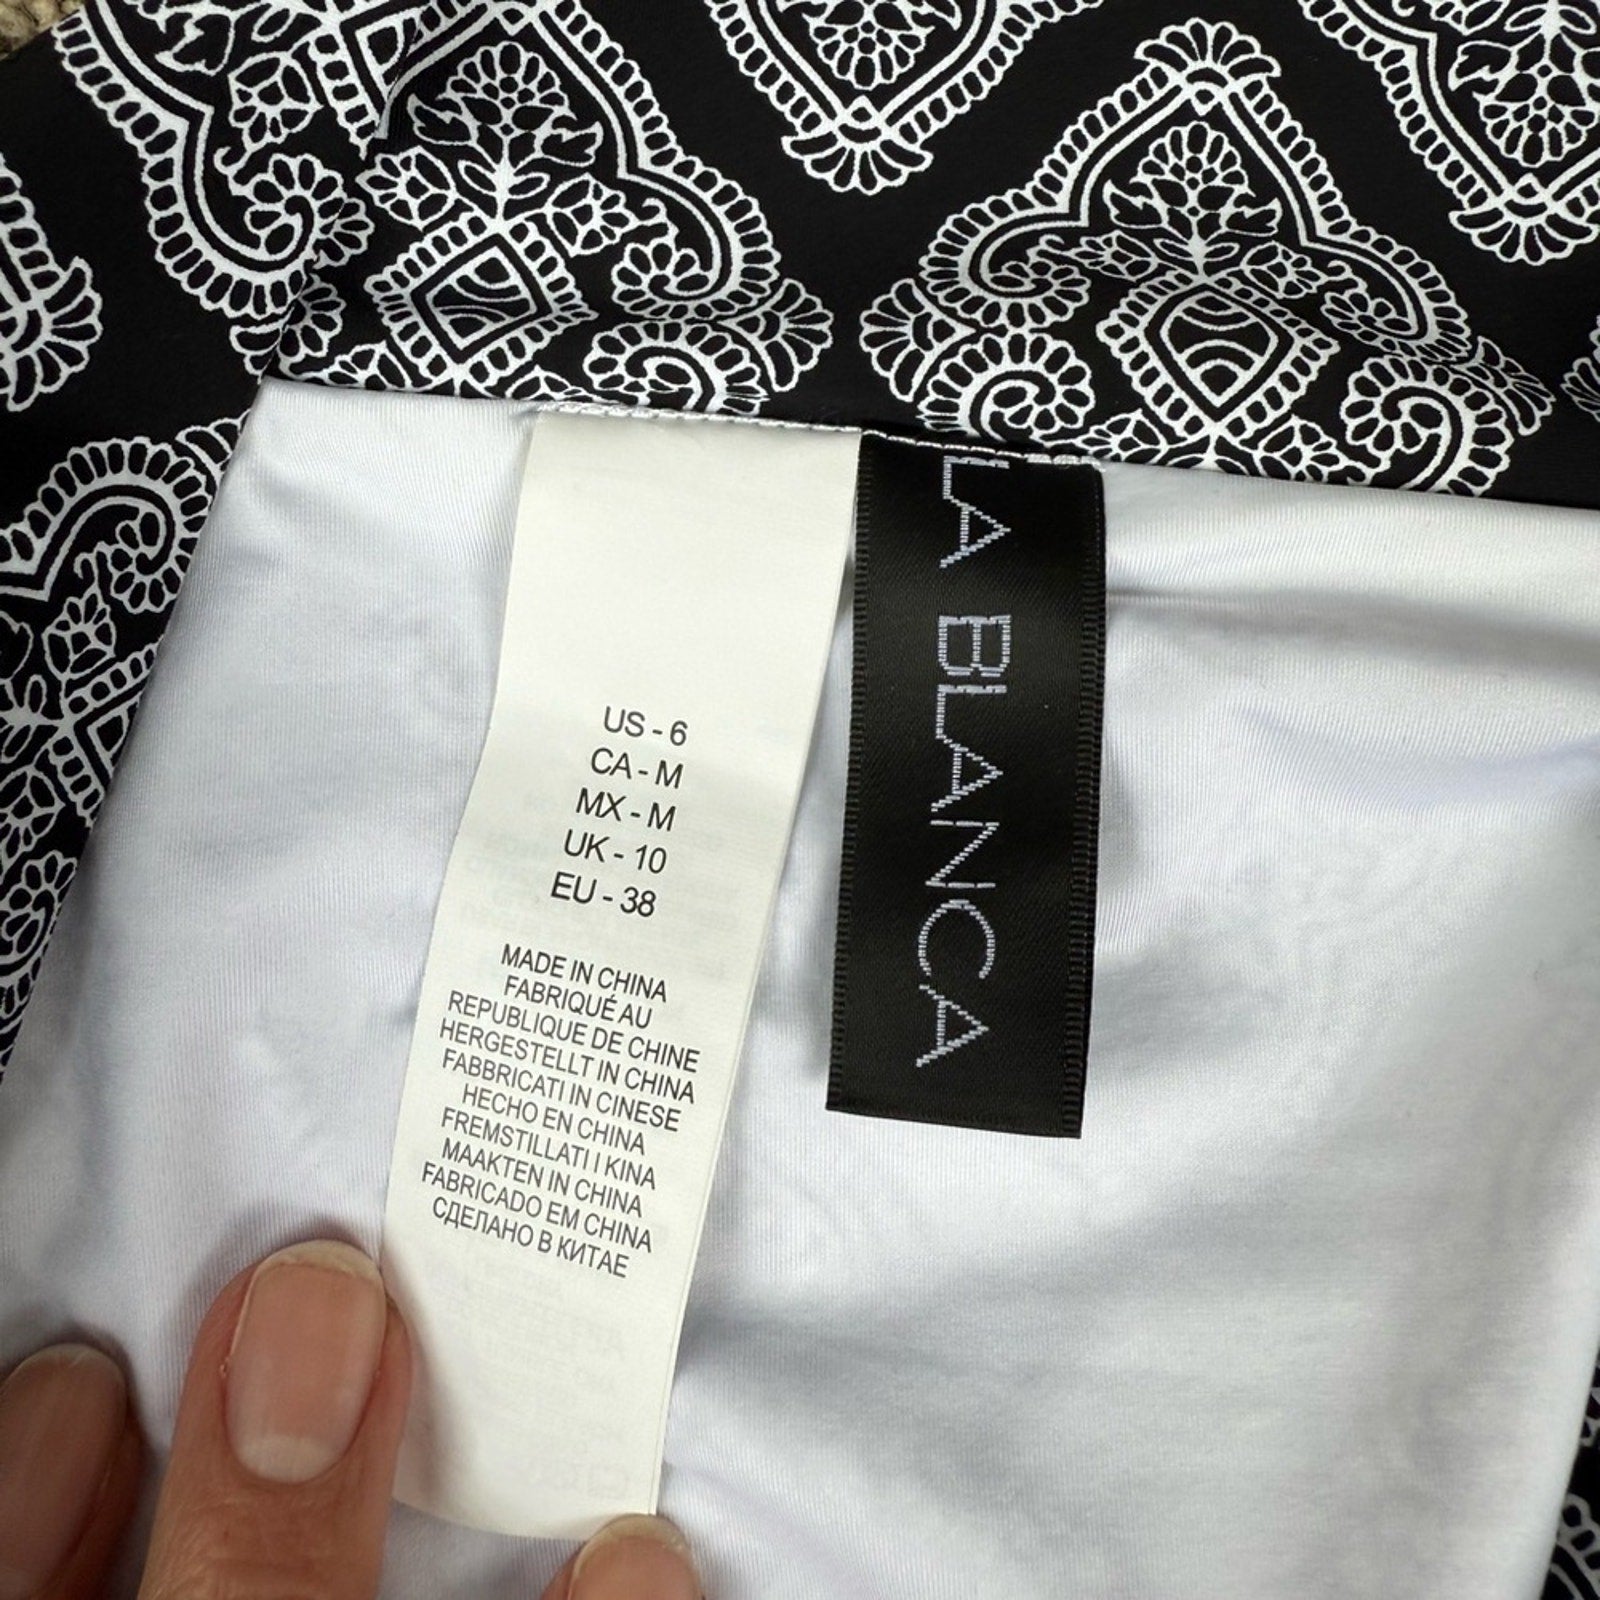 US - 6
CA - M
MX - M
UK - 10
EU - 38
MADE IN CHINA
FABRIQUÉ AU
REPUBLIQUE DE CHINE
HERGESTELLT IN CHINA
FABBRICATI IN CINESE
HECHO EN CHINA
FREMSTILLATI I KINA
MAAKTEN IN CHINA
FABRICADO EM CHINA
СДЕЛАНО В КИТАЕ
LA BLANCA